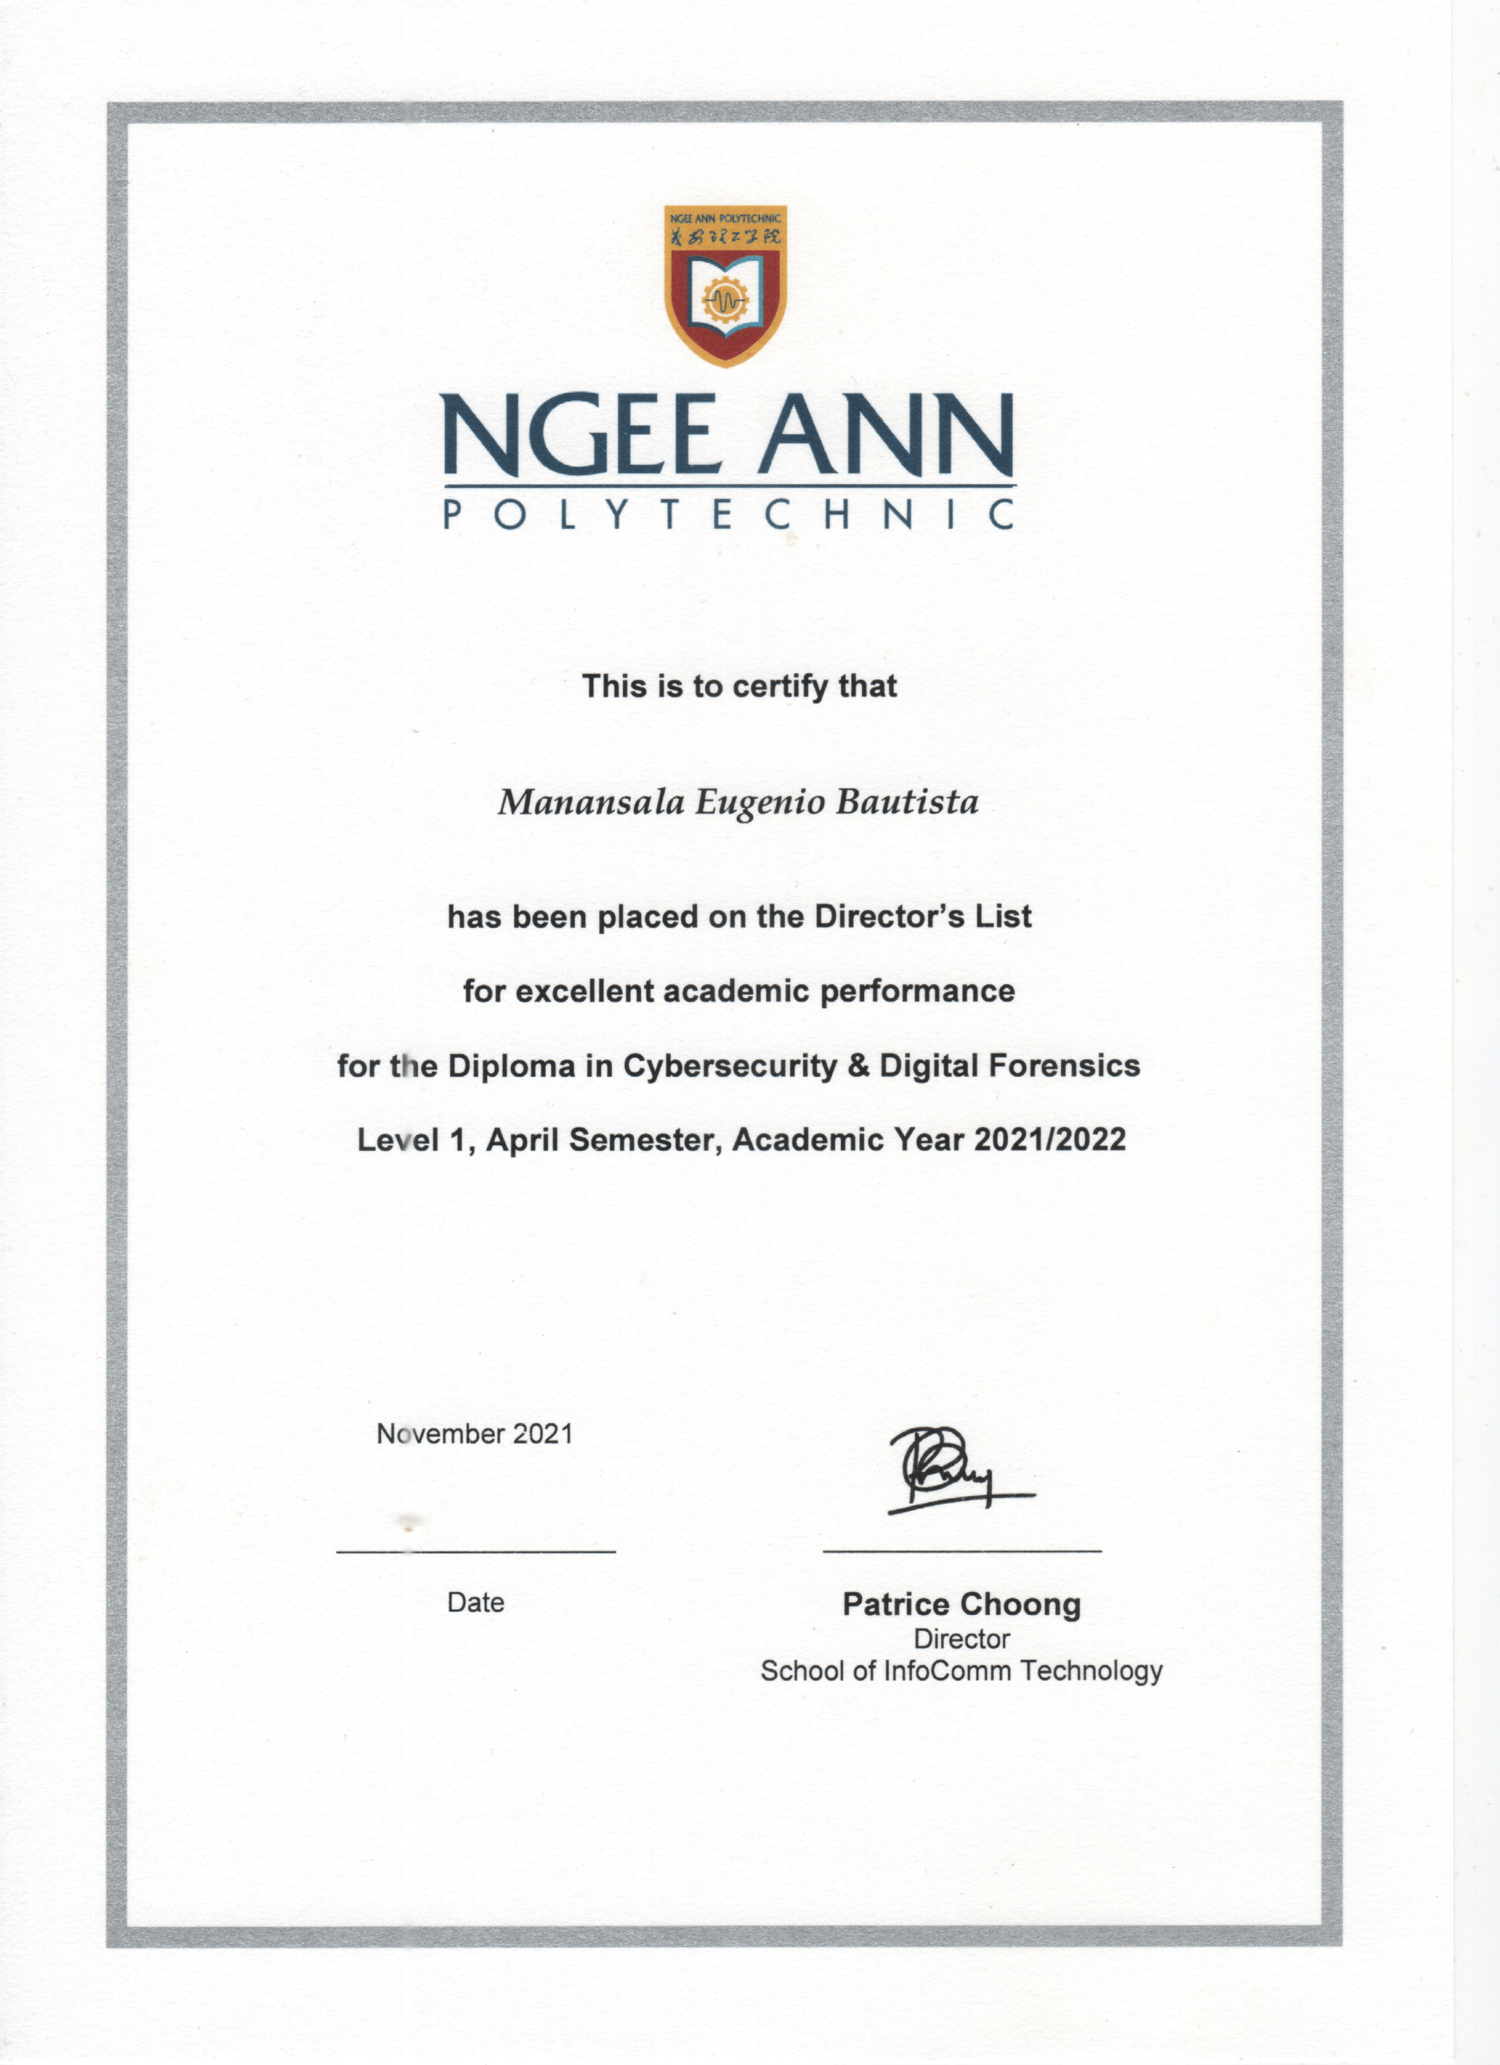 NGEE ANN POLYTECHNIC
義安理工学院
NGEE ANN
POLYTECHNIC
This is to certify that
Manansala Eugenio Bautista
has been placed on the Director’s List
for excellent academic performance
for the Diploma in Cybersecurity & Digital Forensics
Level 1, April Semester, Academic Year 2021/2022
November 2021
Date
Patrice Choong
Director
School of InfoComm Technology